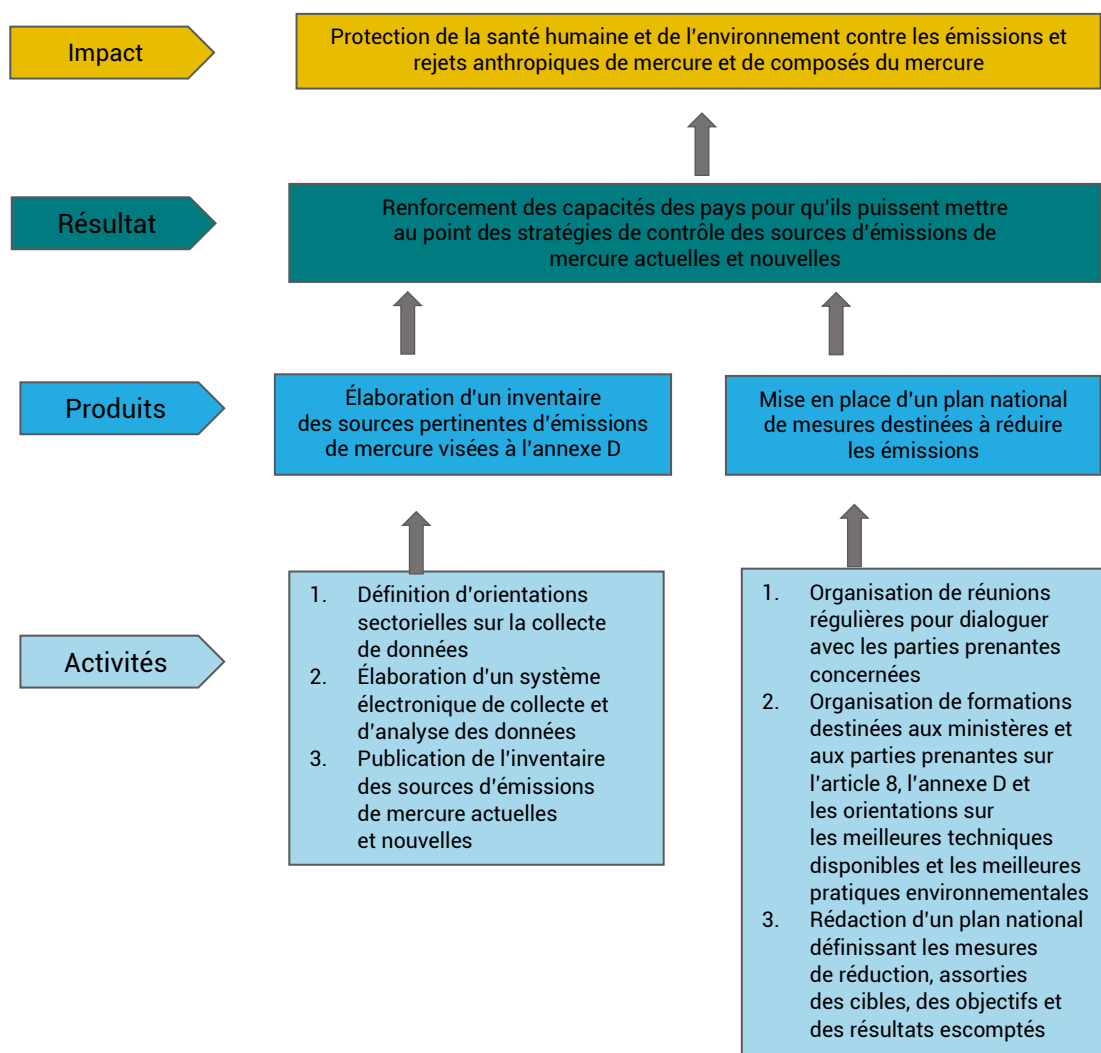 Impact
Protection de la santé humaine et de l'environnement contre les émissions et
rejets anthropiques de mercure et de composés du mercure
Résultat
Renforcement des capacités des pays pour qu'ils puissent mettre
au point des stratégies de contrôle des sources d'émissions de
mercure actuelles et nouvelles
Produits
Élaboration d'un inventaire
des sources pertinentes d'émissions
de mercure visées à l'annexe D
Mise en place d'un plan national
de mesures destinées à réduire
les émissions
Activités
1. Définition d'orientations
sectorielles sur la collecte
de données
2. Élaboration d'un système
électronique de collecte et
d'analyse des données
3. Publication de l'inventaire
des sources d'émissions
de mercure actuelles
et nouvelles
1. Organisation de réunions
régulières pour dialoguer
avec les parties prenantes
concernées
2. Organisation de formations
destinées aux ministères et
aux parties prenantes sur
l'article 8, l'annexe D et
les orientations sur
les meilleures techniques
disponibles et les meilleures
pratiques environnementales
3. Rédaction d'un plan national
définissant les mesures
de réduction, assorties
des cibles, des objectifs et
des résultats escomptés